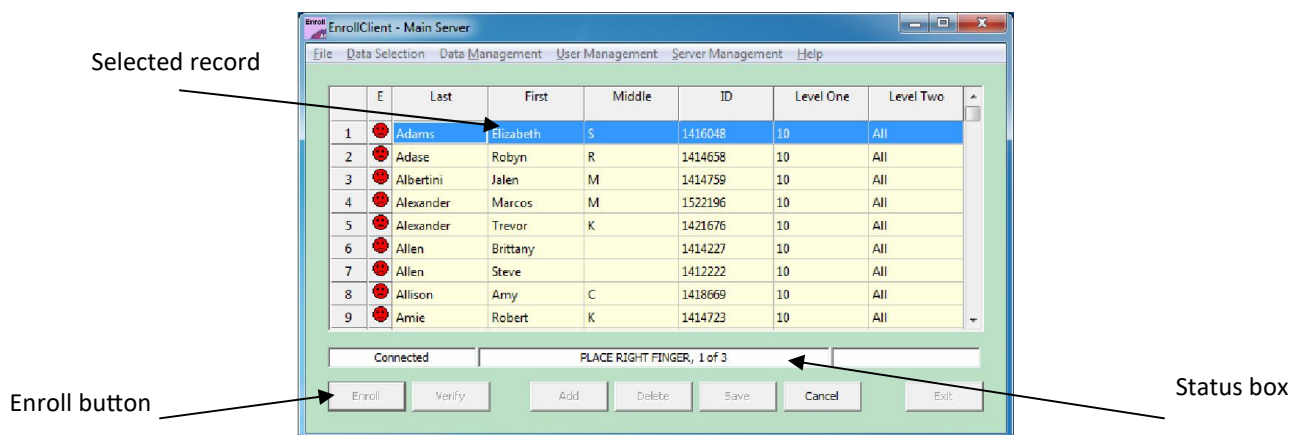 Enroll
EnrollClient - Main Server
File Data Selection Data Management User Management Server Management Help
Selected record
E Last First Middle ID Level One Level Two
1 Adams Elizabeth S 1416048 10 All
2 Adase Robyn R 1414658 10 All
3 Albertini Jalen M 1414759 10 All
4 Alexander Marcos M 1522196 10 All
5 Alexander Trevor K 1421676 10 All
6 Allen Brittany 1414227 10 All
7 Allen Steve 1412222 10 All
8 Allison Amy C 1418669 10 All
9 Amie Robert K 1414723 10 All
Connected PLACE RIGHT FINGER, 1 of 3
Status box
Enroll button
Enroll Verify Add Delete Save Cancel Exit